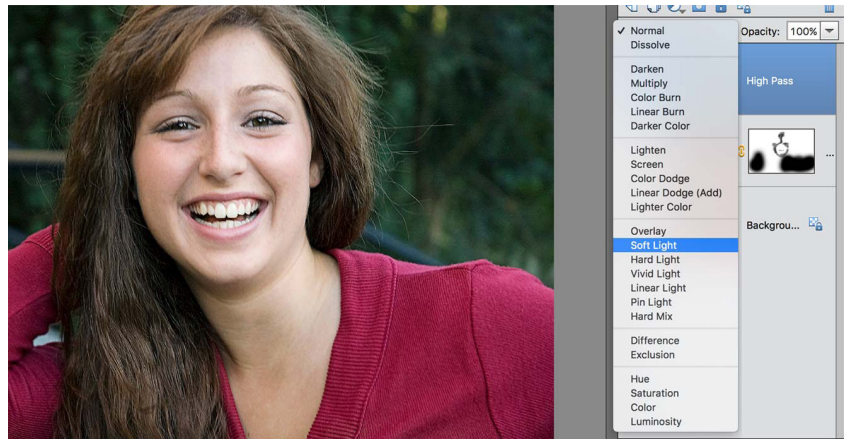 Normal
Opacity: 100%
Dissolve
Darken
Multiply
High Pass
Color Burn
Linear Burn
Darker Color
Lighten
Screen
...
Color Dodge
Linear Dodge (Add)
Lighter Color
Overlay
Backgrou...
Soft Light
Hard Light
Vivid Light
Linear Light
Pin Light
Hard Mix
Difference
Exclusion
Hue
Saturation
Color
Luminosity